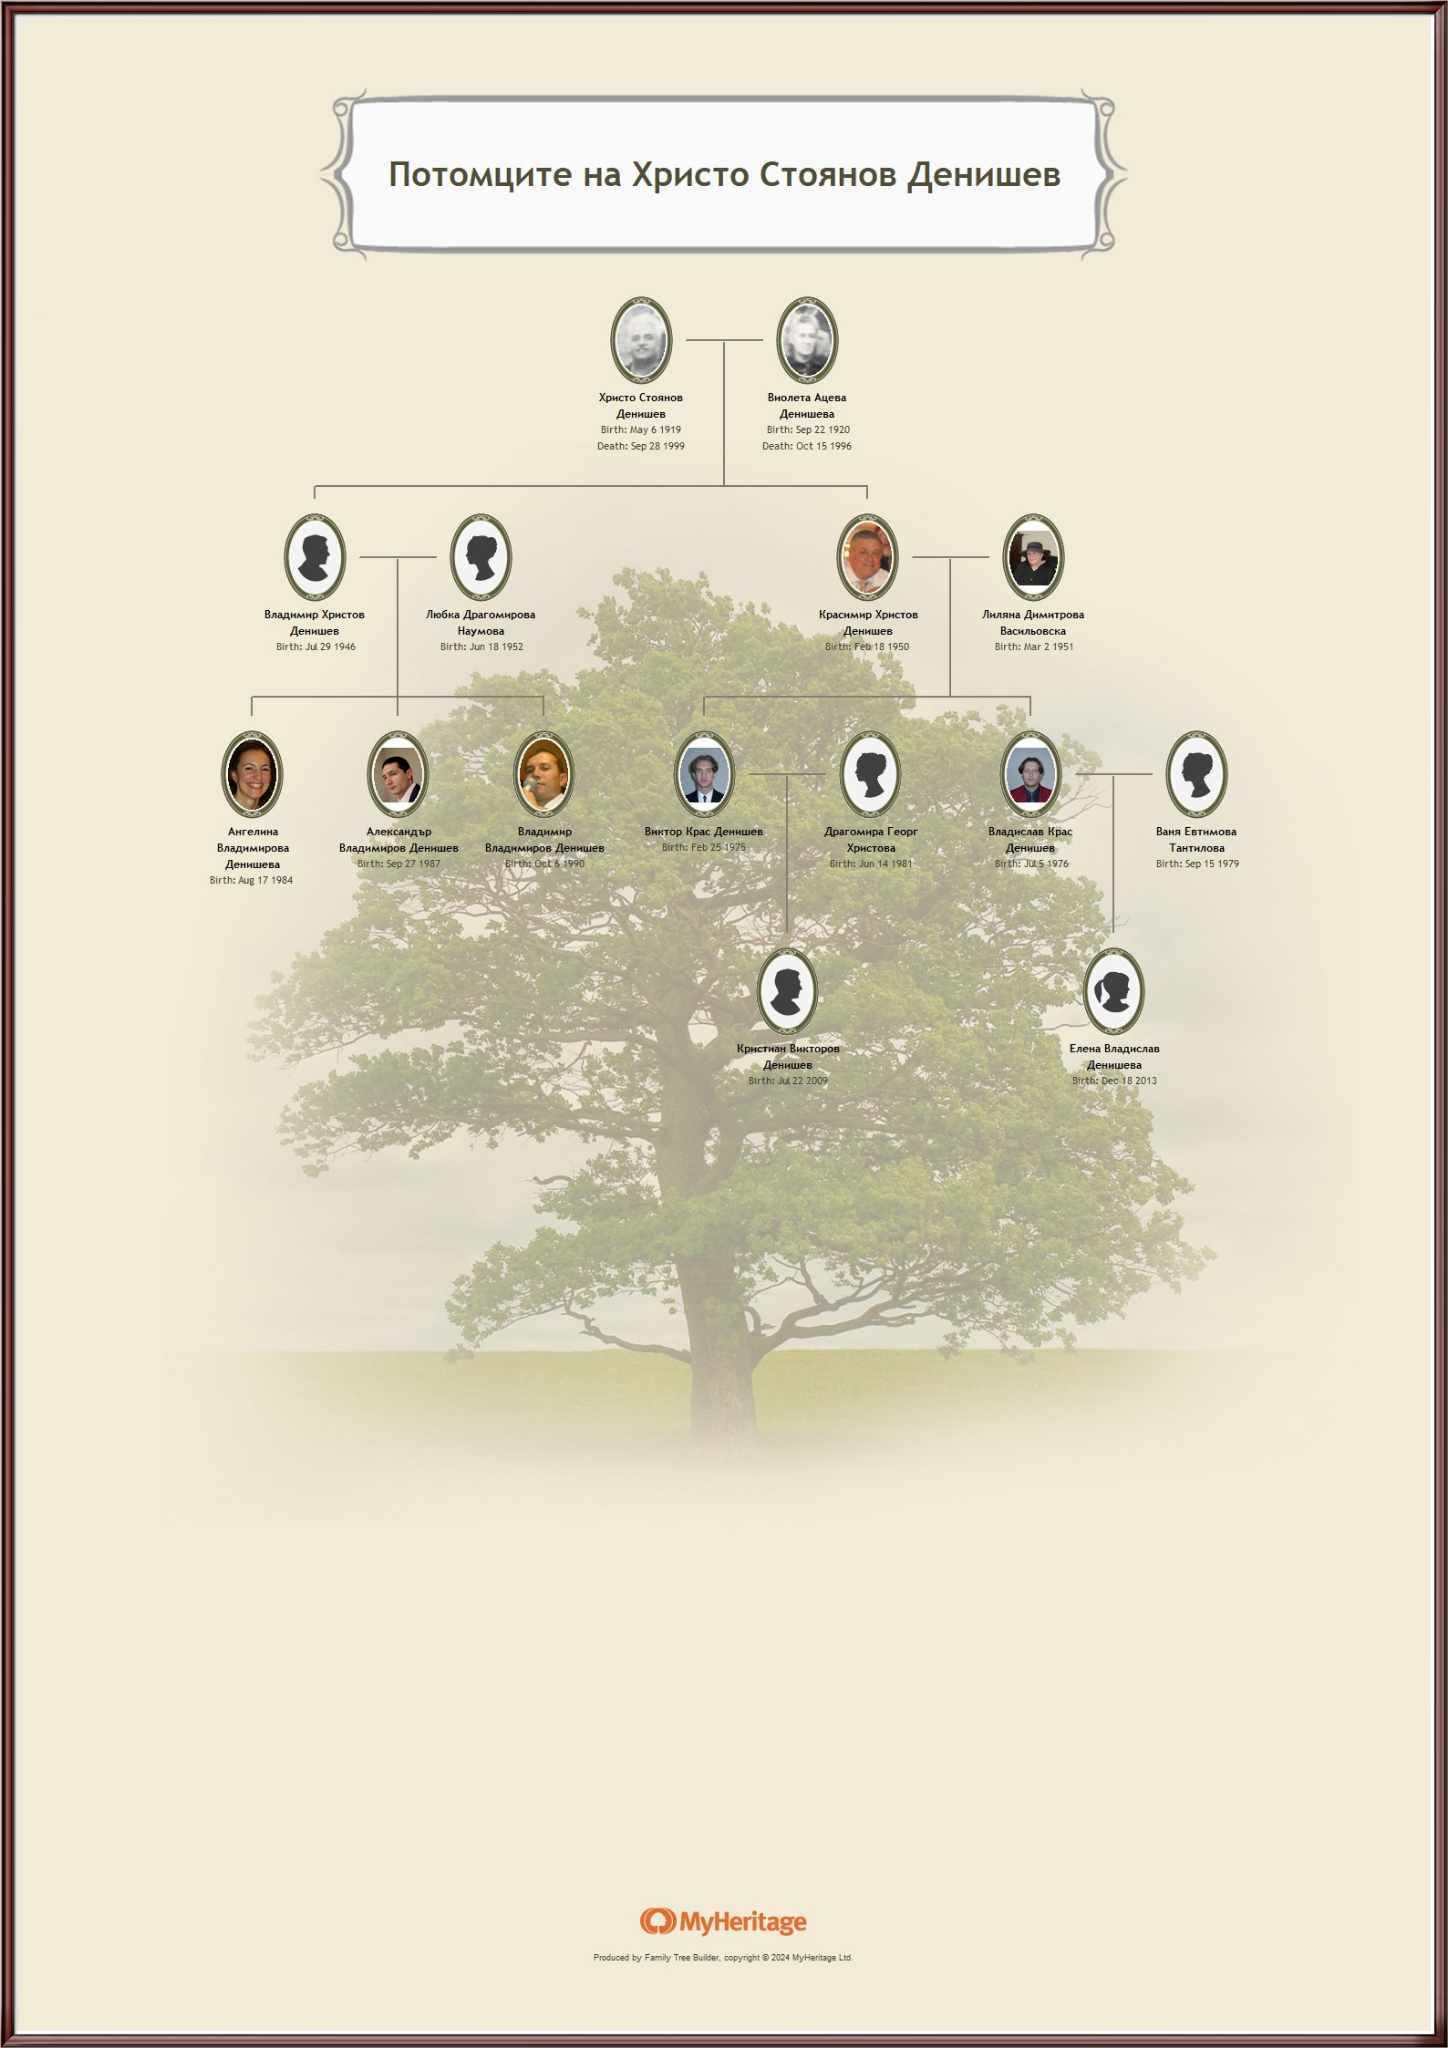 Потомците на Христо Стоянов Денишев
Христо Стоянов
Денишев
Birth: May 6 1919
Death: Sep 28 1999
Виолета Ацева
Денишева
Birth: Sep 22 1920
Death: Oct 15 1996
Владимир Христов
Денишев
Birth: Jul 29 1946
Любка Драгомирова
Наумова
Birth: Jun 18 1952
Красимир Христов
Денишев
Birth: Feb 18 1950
Лиляна Димитрова
Васильовска
Birth: Mar 2 1951
Ангелина
Владимирова
Денишева
Birth: Aug 17 1984
Александър
Владимиров Денишев
Birth: Sep 27 1987
Владимир
Владимиров Денишев
Birth: Oct 6 1990
Виктор Крас Денишев
Birth: Feb 25 1975
Драгомира Георг
Христова
Birth: Jun 14 1981
Владислав Крас
Денишев
Birth: Jul 5 1976
Ваня Евтимова
Тантилова
Birth: Sep 15 1979
Кристиан Викторов
Денишев
Birth: Jul 22 2009
Елена Владислав
Денишева
Birth: Dec 18 2013
MyHeritage
Produced by Family Tree Builder, copyright © 2024 MyHeritage Ltd.